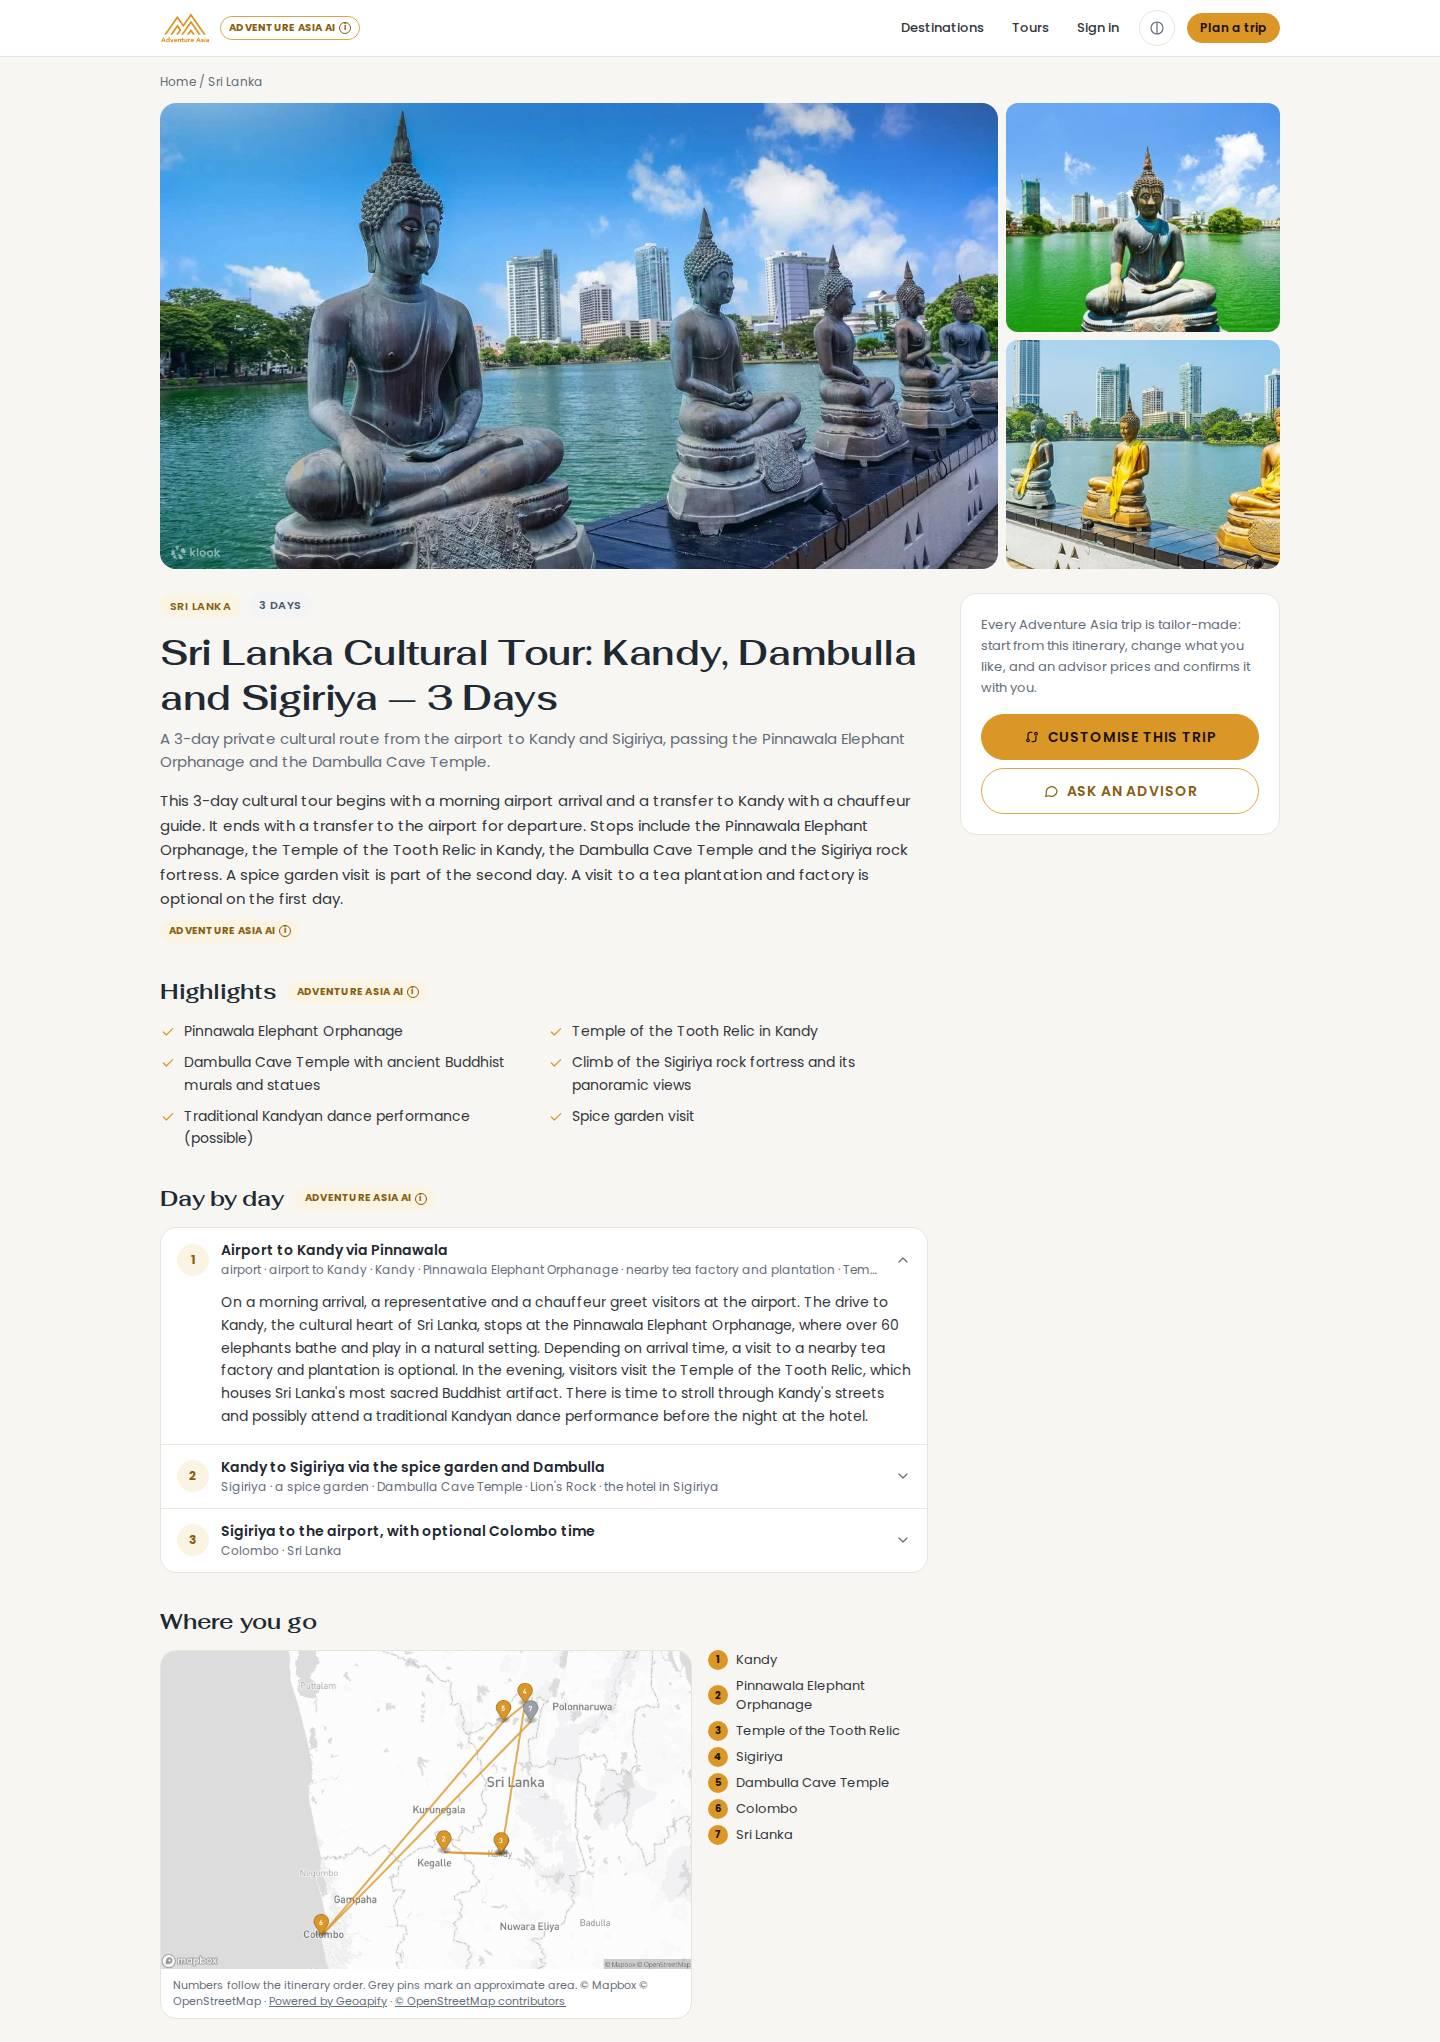 Adventure Asia
ADVENTURE ASIA AI
Destinations
Tours
Sign in
Plan a trip
Home / Sri Lanka
klook
SRI LANKA
3 DAYS
Sri Lanka Cultural Tour: Kandy, Dambulla
and Sigiriya — 3 Days
A 3-day private cultural route from the airport to Kandy and Sigiriya, passing the Pinnawala Elephant
Orphanage and the Dambulla Cave Temple.
This 3-day cultural tour begins with a morning airport arrival and a transfer to Kandy with a chauffeur
guide. It ends with a transfer to the airport for departure. Stops include the Pinnawala Elephant
Orphanage, the Temple of the Tooth Relic in Kandy, the Dambulla Cave Temple and the Sigiriya rock
fortress. A spice garden visit is part of the second day. A visit to a tea plantation and factory is
optional on the first day.
ADVENTURE ASIA AI
Every Adventure Asia trip is tailor-made:
start from this itinerary, change what you
like, and an advisor prices and confirms it
with you.
CUSTOMISE THIS TRIP
ASK AN ADVISOR
Highlights
ADVENTURE ASIA AI
Pinnawala Elephant Orphanage
Temple of the Tooth Relic in Kandy
Dambulla Cave Temple with ancient Buddhist
murals and statues
Climb of the Sigiriya rock fortress and its
panoramic views
Traditional Kandyan dance performance
(possible)
Spice garden visit
Day by day
ADVENTURE ASIA AI
1
Airport to Kandy via Pinnawala
airport · airport to Kandy · Kandy · Pinnawala Elephant Orphanage · nearby tea factory and plantation · Tem…
On a morning arrival, a representative and a chauffeur greet visitors at the airport. The drive to
Kandy, the cultural heart of Sri Lanka, stops at the Pinnawala Elephant Orphanage, where over 60
elephants bathe and play in a natural setting. Depending on arrival time, a visit to a nearby tea
factory and plantation is optional. In the evening, visitors visit the Temple of the Tooth Relic, which
houses Sri Lanka's most sacred Buddhist artifact. There is time to stroll through Kandy's streets
and possibly attend a traditional Kandyan dance performance before the night at the hotel.
2
Kandy to Sigiriya via the spice garden and Dambulla
Sigiriya · a spice garden · Dambulla Cave Temple · Lion's Rock · the hotel in Sigiriya
3
Sigiriya to the airport, with optional Colombo time
Colombo · Sri Lanka
Where you go
Puttalam
4
5
7
Polonnaruwa
Sri Lanka
Kurunegala
2
3
Kegalle
Kandy
Negombo
Gampaha
6
Colombo
Nuwara Eliya
Badulla
mapbox
© Mapbox © OpenStreetMap
Numbers follow the itinerary order. Grey pins mark an approximate area. © Mapbox ©
OpenStreetMap · Powered by Geoapify · © OpenStreetMap contributors
1 Kandy
2 Pinnawala Elephant
Orphanage
3 Temple of the Tooth Relic
4 Sigiriya
5 Dambulla Cave Temple
6 Colombo
7 Sri Lanka